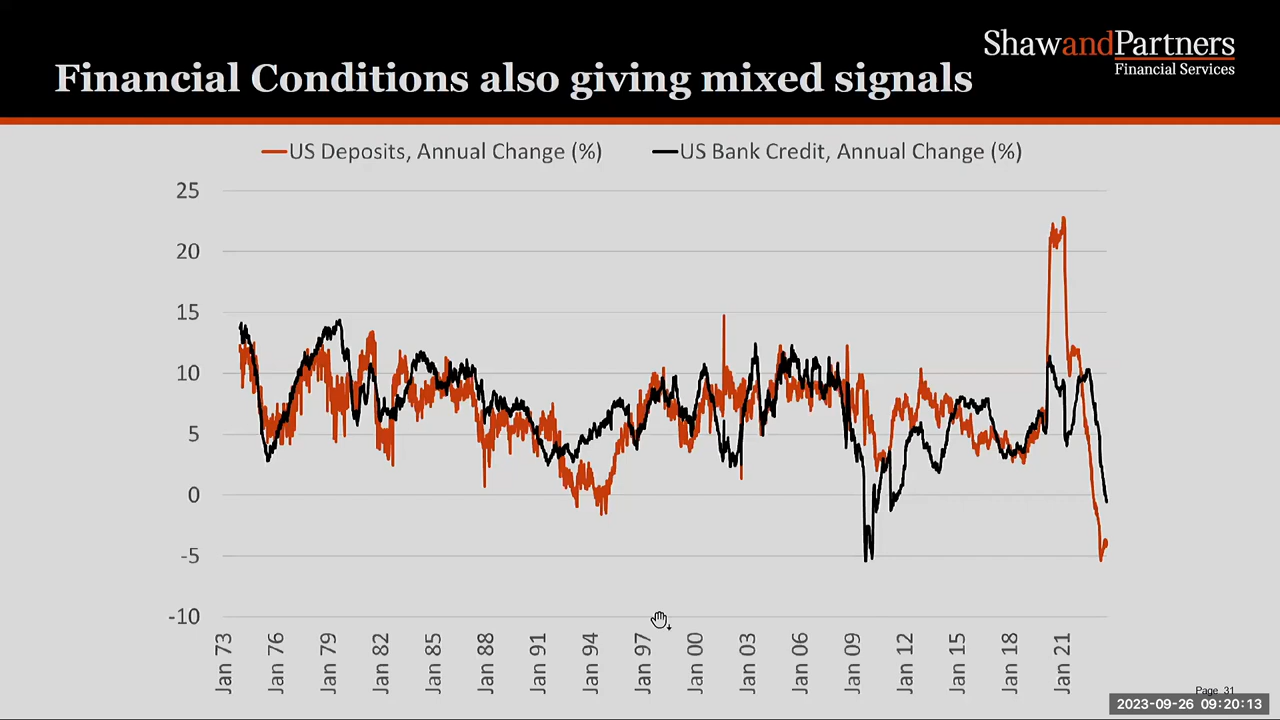 ShawandPartners
Financial Services
Financial Conditions also giving mixed signals
US Deposits, Annual Change (%)
US Bank Credit, Annual Change (%)
25
20
15
10
5
0
-5
-10
Jan 73
Jan 76
Jan 79
Jan 82
Jan 85
Jan 88
Jan 91
Jan 94
Jan 97
Jan 00
Jan 03
Jan 06
Jan 09
Jan 12
Jan 15
Jan 18
Jan 21
Page 31
2023-09-26 09:20:13